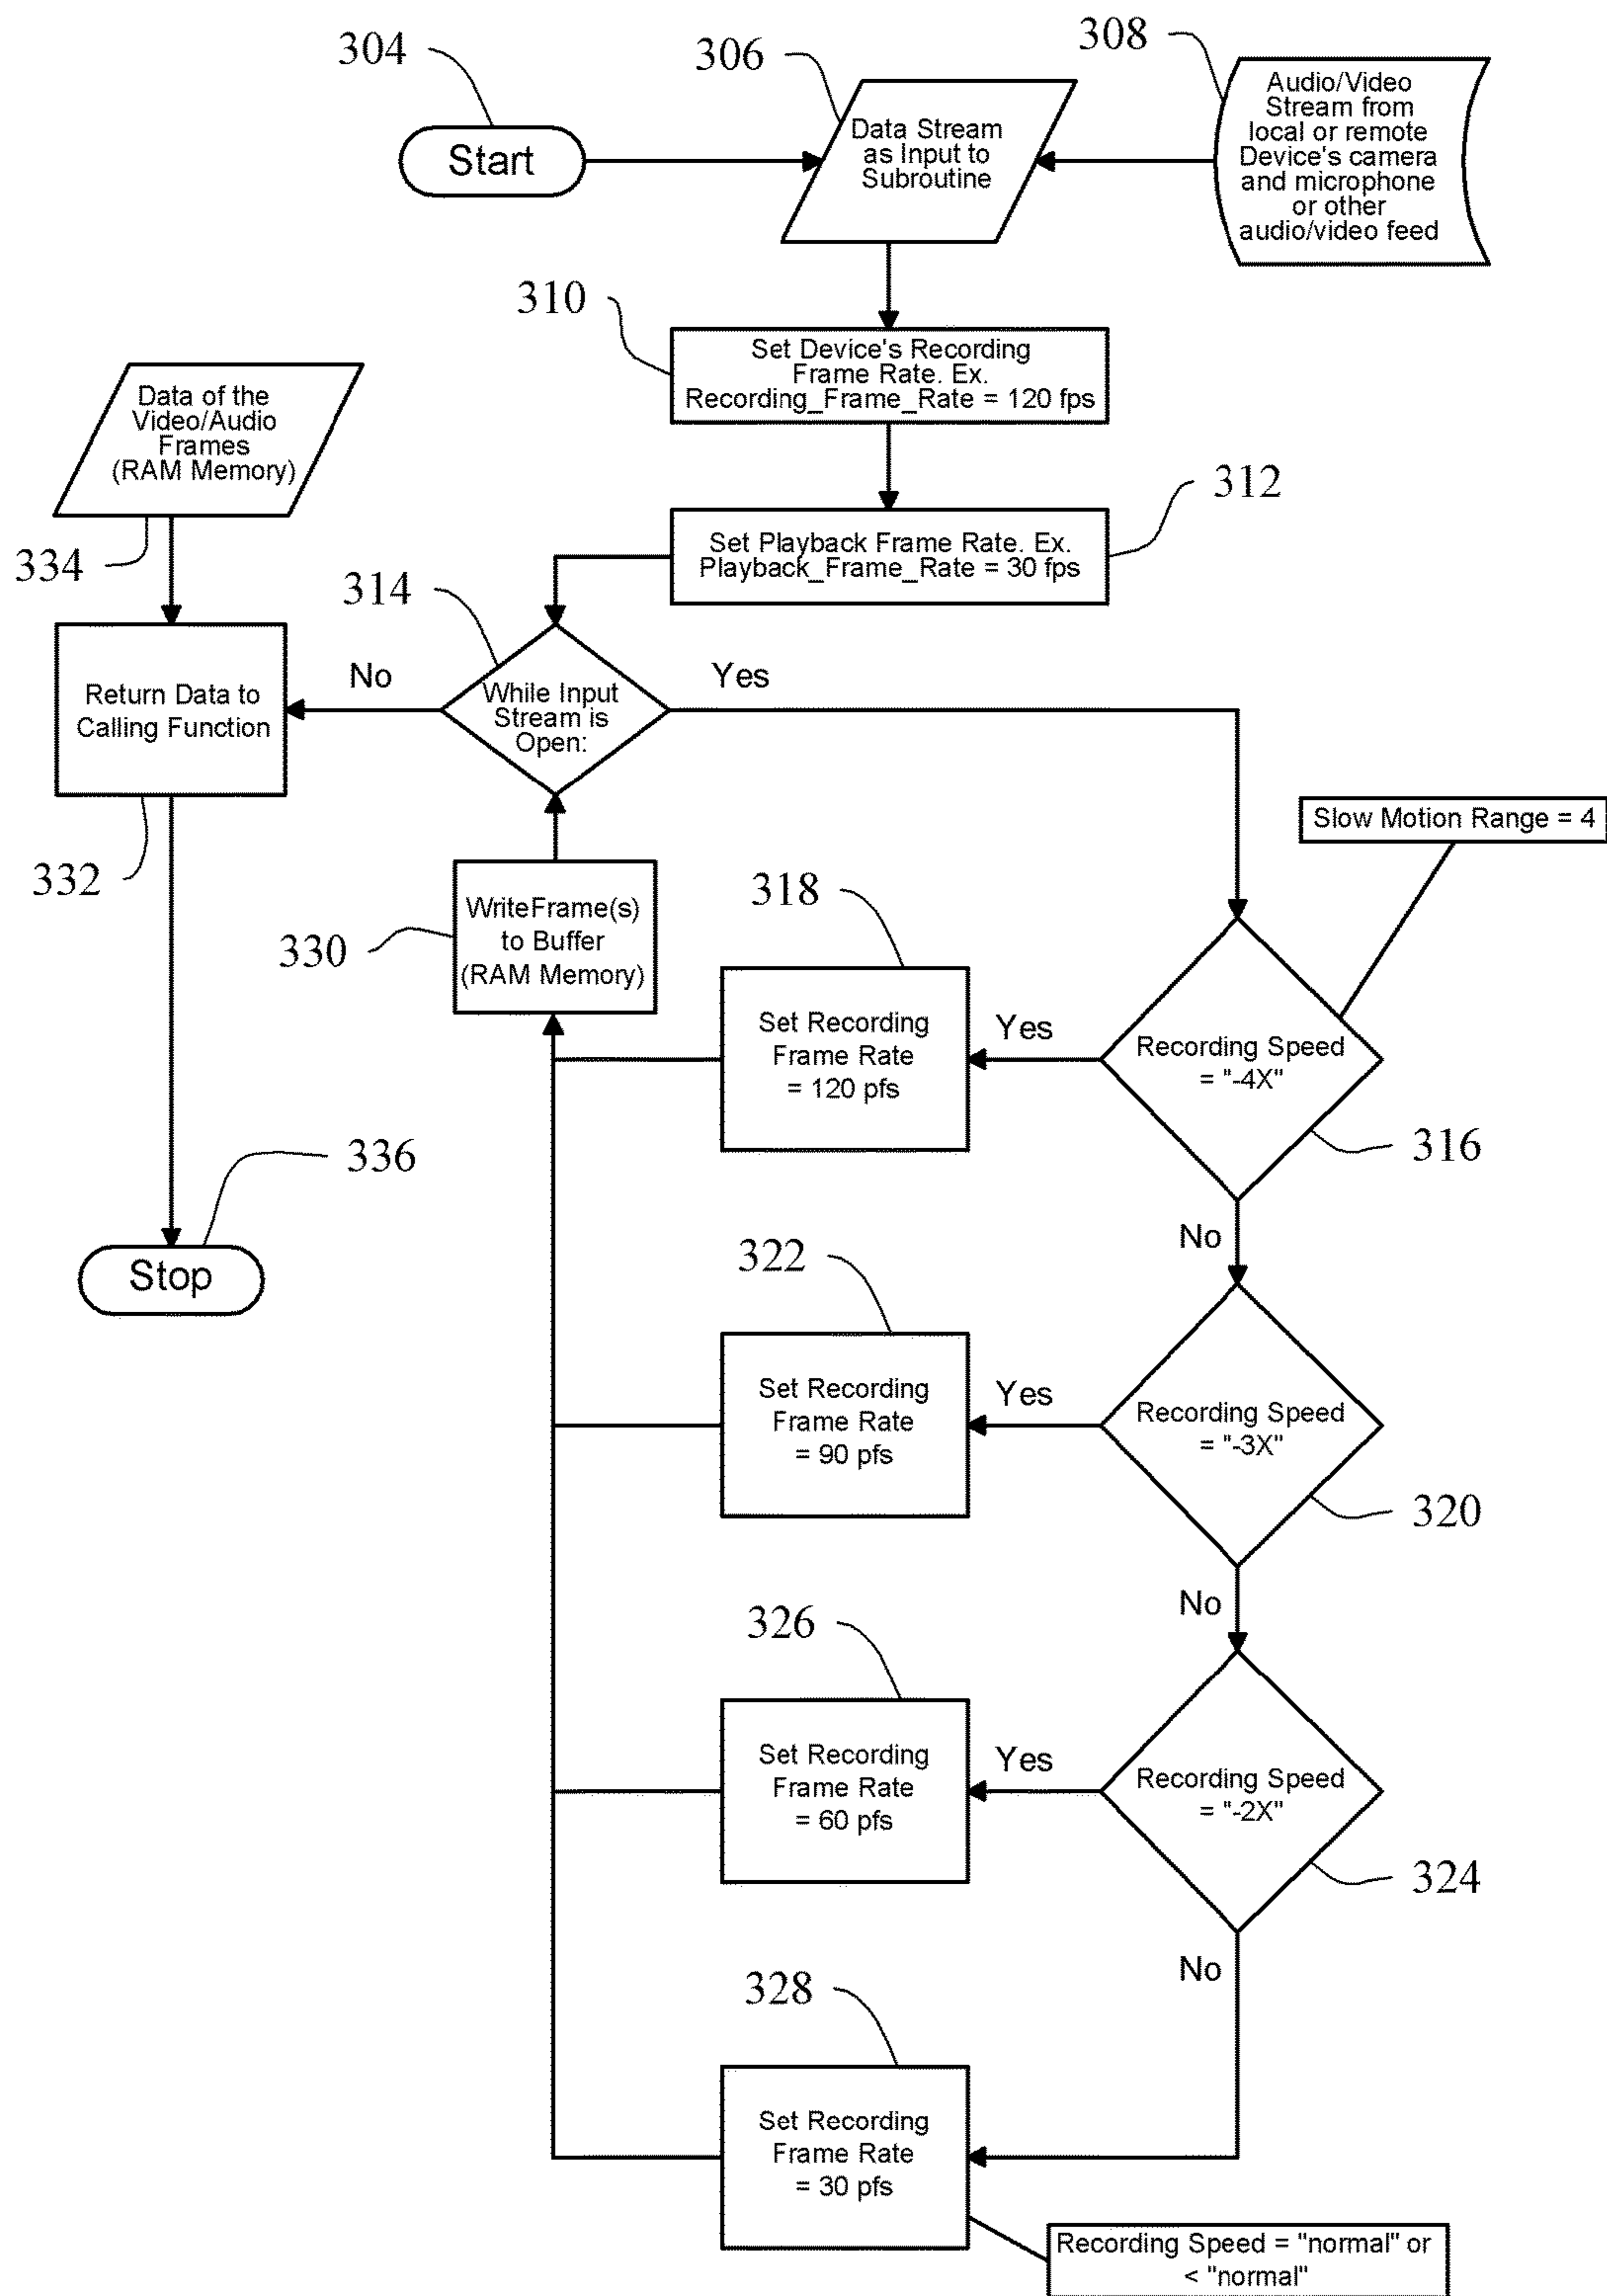 304
306
308
Start
Data Stream
as Input to
Subroutine
Audio/Video
Stream from
local or remote
Device's camera
and microphone
or other
audio/video feed
310
Set Device's Recording
Frame Rate. Ex.
Recording_Frame_Rate = 120 fps
Data of the
Video/Audio
Frames
(RAM Memory)
334
312
Set Playback Frame Rate. Ex.
Playback_Frame_Rate = 30 fps
314
While Input
Stream is
Open:
No
Yes
Return Data to
Calling Function
332
Slow Motion Range = 4
330
WriteFrame(s)
to Buffer
(RAM Memory)
318
Set Recording
Frame Rate
= 120 pfs
Yes
Recording Speed
= "-4X"
316
No
336
Stop
322
Set Recording
Frame Rate
= 90 pfs
Yes
Recording Speed
= "-3X"
320
No
326
Set Recording
Frame Rate
= 60 pfs
Yes
Recording Speed
= "-2X"
324
No
328
Set Recording
Frame Rate
= 30 pfs
Recording Speed = "normal" or
< "normal"